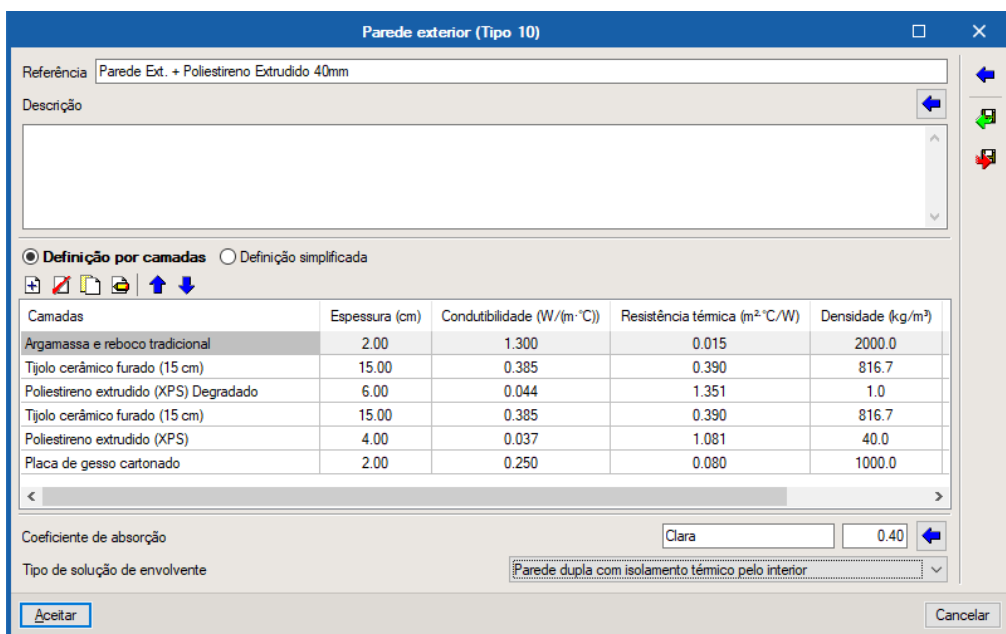 Parede exterior (Tipo 10)
Referência Parede Ext. + Poliestireno Extrudido 40mm
Descrição
Definição por camadas Definição simplificada
Camadas Espessura (cm) Condutibilidade (W/(m·°C)) Resistência térmica (m²·°C/W) Densidade (kg/m³)
Argamassa e reboco tradicional 2.00 1.300 0.015 2000.0
Tijolo cerâmico furado (15 cm) 15.00 0.385 0.390 816.7
Poliestireno extrudido (XPS) Degradado 6.00 0.044 1.351 1.0
Tijolo cerâmico furado (15 cm) 15.00 0.385 0.390 816.7
Poliestireno extrudido (XPS) 4.00 0.037 1.081 40.0
Placa de gesso cartonado 2.00 0.250 0.080 1000.0
Coeficiente de absorção Clara 0.40
Tipo de solução de envolvente Parede dupla com isolamento térmico pelo interior
Aceitar Cancelar